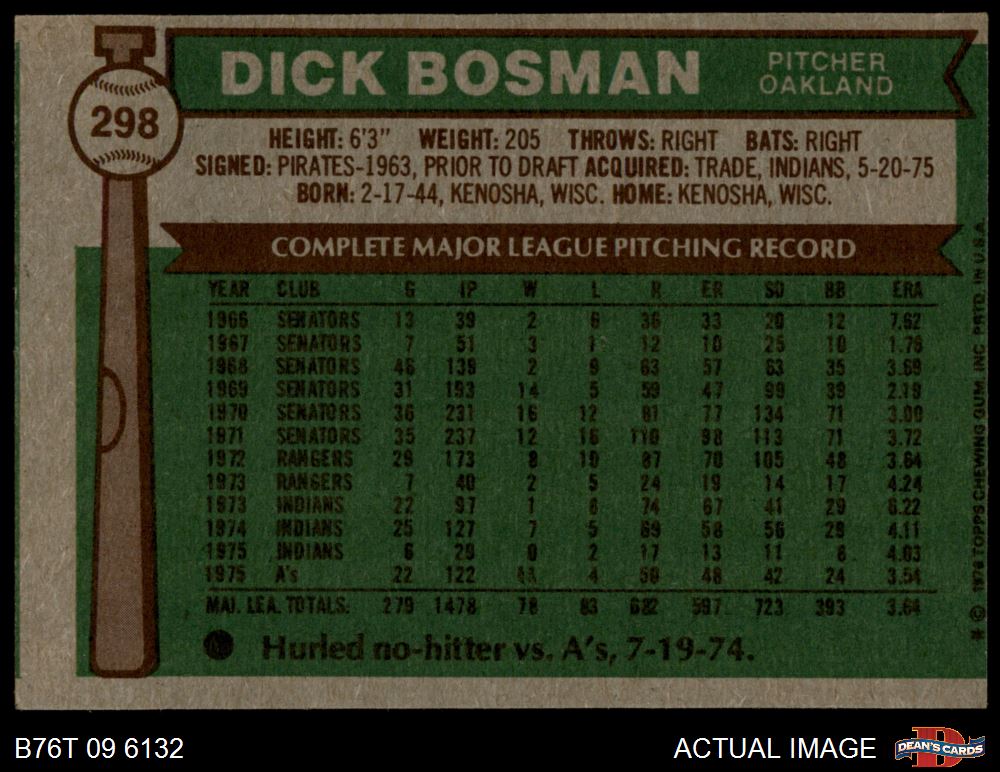 T
298
DICK BOSMAN
PITCHER
OAKLAND
HEIGHT: 6'3" WEIGHT: 205 THROWS: RIGHT BATS: RIGHT
SIGNED: PIRATES-1963, PRIOR TO DRAFT ACQUIRED: TRADE, INDIANS, 5-20-75
BORN: 2-17-44, KENOSHA, WISC. HOME: KENOSHA, WISC.
COMPLETE MAJOR LEAGUE PITCHING RECORD
YEAR CLUB G IP W L R ER SO BB ERA
1966 SENATORS 13 39 2 6 36 33 20 12 7.62
1967 SENATORS 7 51 3 1 12 10 25 10 1.76
1968 SENATORS 46 139 2 9 63 57 63 35 3.69
1969 SENATORS 31 193 14 5 59 47 99 39 2.19
1970 SENATORS 36 231 16 12 81 77 134 71 3.00
1971 SENATORS 35 237 12 16 110 98 113 71 3.72
1972 RANGERS 29 173 8 10 87 70 105 48 3.64
1973 RANGERS 7 40 2 5 24 19 14 17 4.24
1973 INDIANS 22 97 1 8 74 67 41 29 6.22
1974 INDIANS 25 127 7 5 69 58 56 29 4.11
1975 INDIANS 6 29 0 2 17 13 11 8 4.03
1975 A's 22 122 4 50 48 42 24 3.54
MAJ. LEA. TOTALS: 279 1478 78 83 682 597 723 393 3.64
Hurled no-hitter vs. A's, 7-19-74.
* © 1976 TOPPS CHEWING GUM, INC. PRTD. IN U.S.A.
B76T 09 6132
ACTUAL IMAGE
D
DEAN'S CARDS